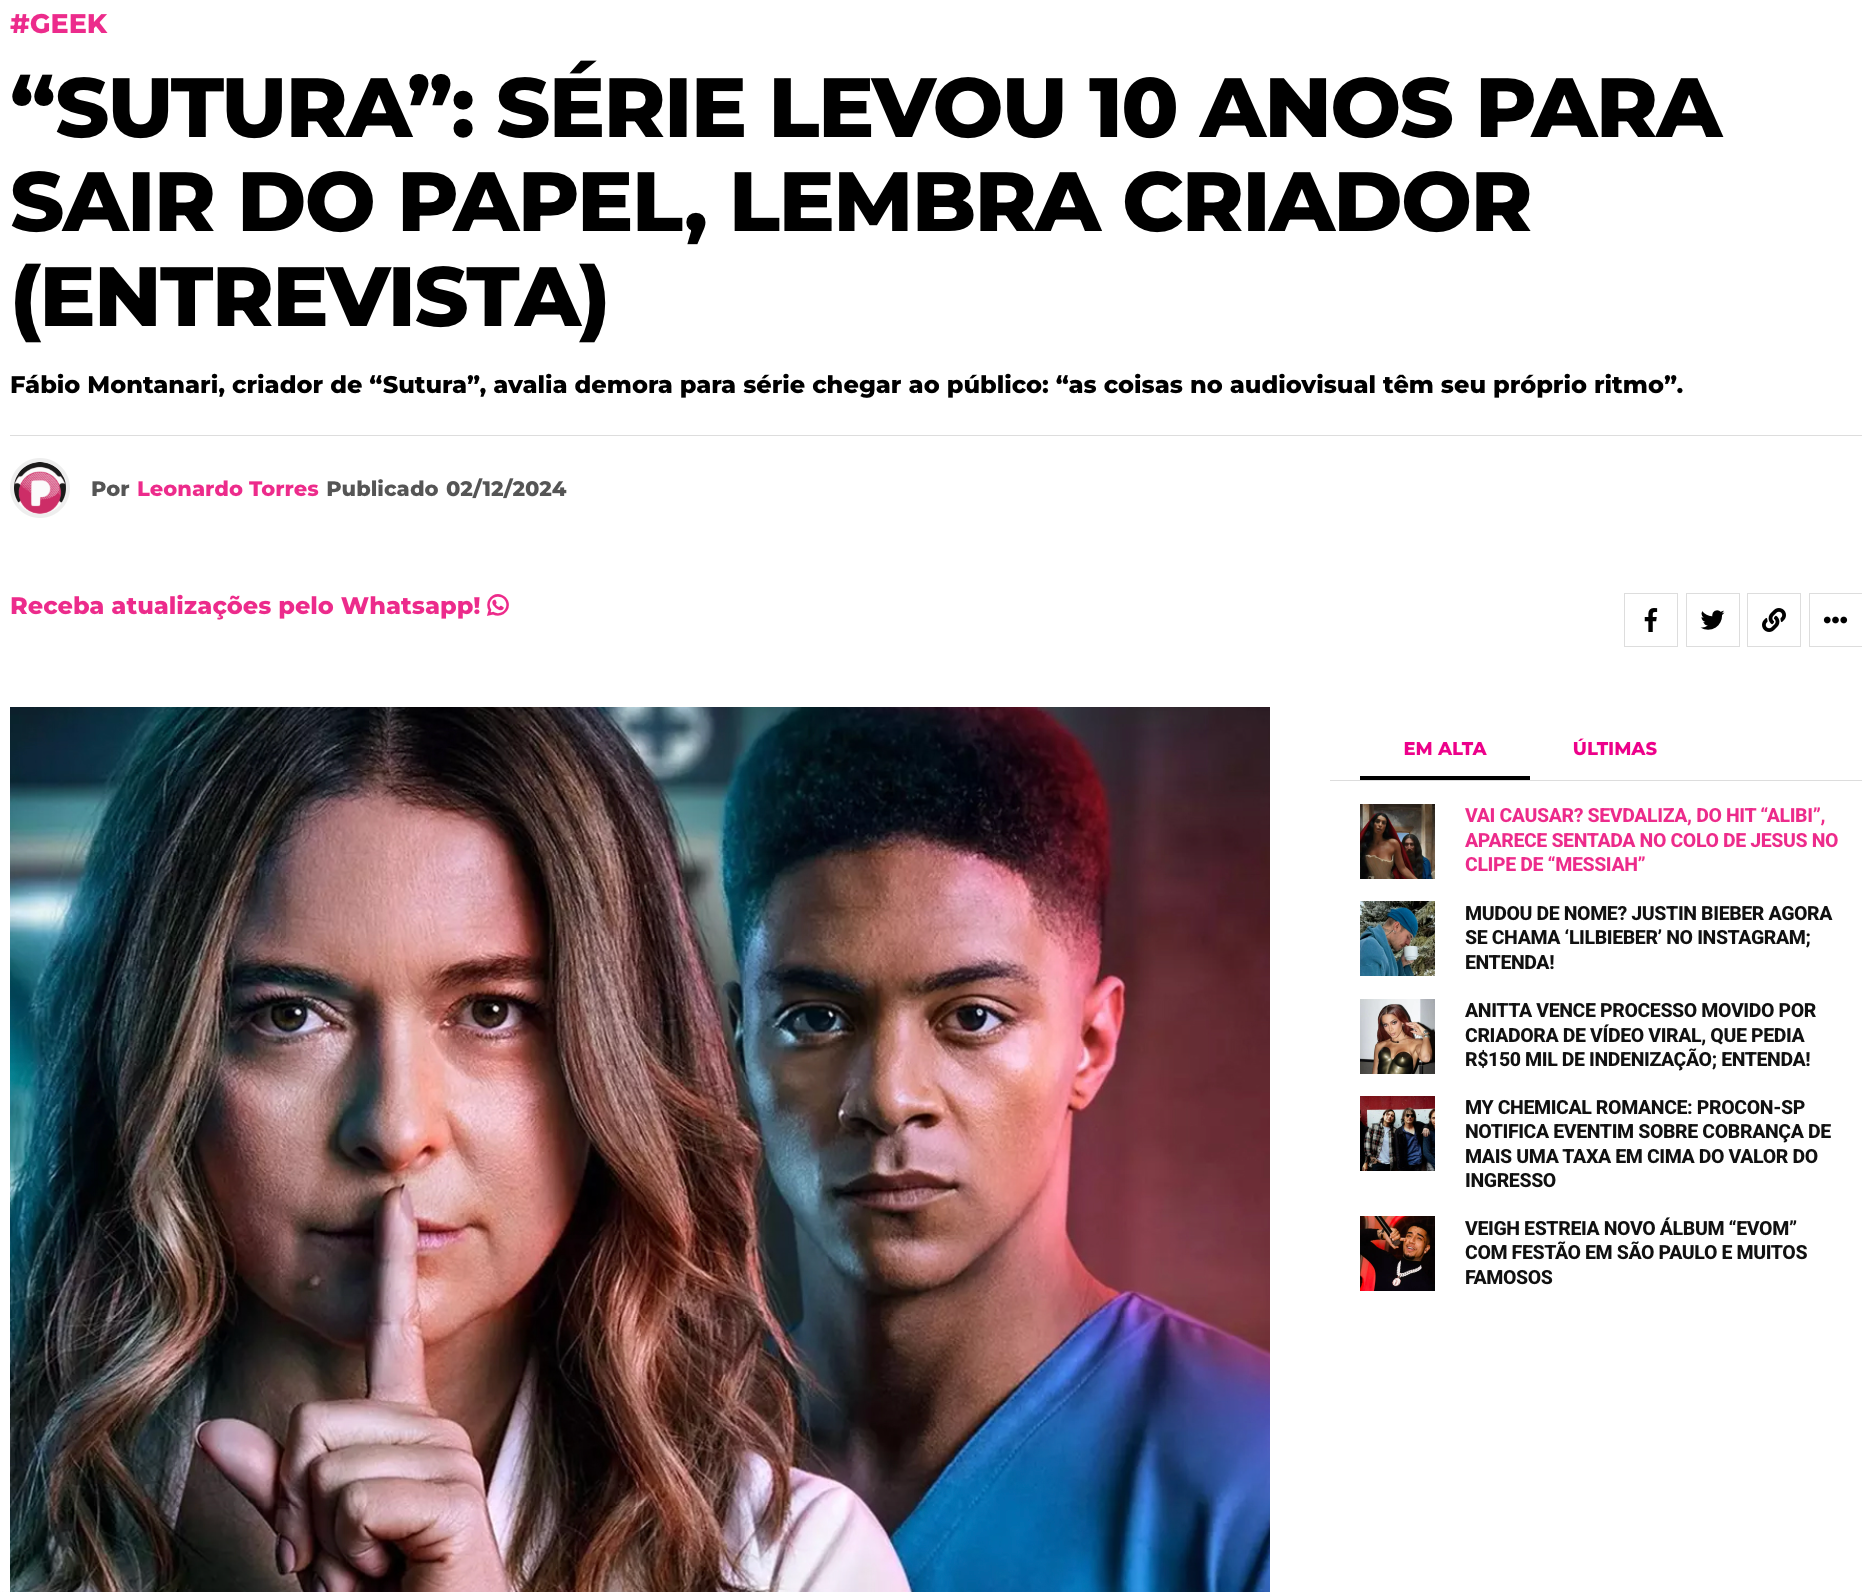 #GEEK
“SUTURA”: SÉRIE LEVOU 10 ANOS PARA
SAIR DO PAPEL, LEMBRA CRIADOR
(ENTREVISTA)
Fábio Montanari, criador de “Sutura”, avalia demora para série chegar ao público: “as coisas no audiovisual têm seu próprio ritmo”.
P
Por Leonardo Torres Publicado 02/12/2024
Receba atualizações pelo Whatsapp!
EM ALTA
ÚLTIMAS
VAI CAUSAR? SEVDALIZA, DO HIT “ALIBI”,
APARECE SENTADA NO COLO DE JESUS NO
CLIPE DE “MESSIAH”
MUDOU DE NOME? JUSTIN BIEBER AGORA
SE CHAMA ‘LILBIEBER’ NO INSTAGRAM;
ENTENDA!
ANITTA VENCE PROCESSO MOVIDO POR
CRIADORA DE VÍDEO VIRAL, QUE PEDIA
R$150 MIL DE INDENIZAÇÃO; ENTENDA!
MY CHEMICAL ROMANCE: PROCON-SP
NOTIFICA EVENTIM SOBRE COBRANÇA DE
MAIS UMA TAXA EM CIMA DO VALOR DO
INGRESSO
VEIGH ESTREIA NOVO ÁLBUM “EVOM”
COM FESTÃO EM SÃO PAULO E MUITOS
FAMOSOS